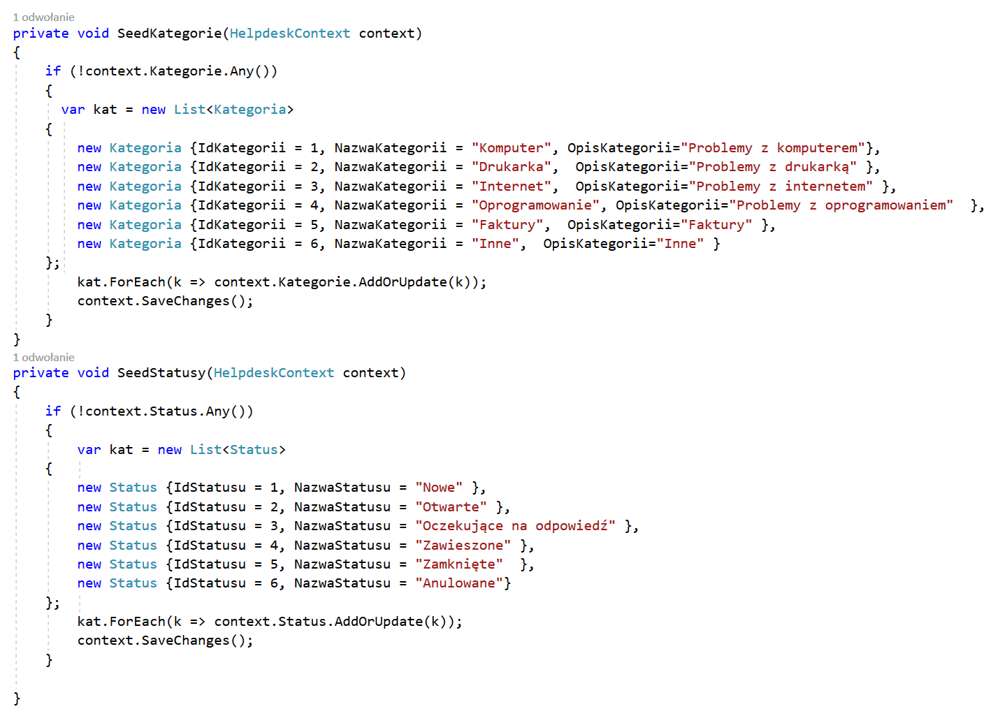 1 odwołanie
private void SeedKategorie(HelpdeskContext context)
{
if (!context.Kategorie.Any())
{
var kat = new List<Kategoria>
{
new Kategoria {IdKategorii = 1, NazwaKategorii = "Komputer", OpisKategorii="Problemy z komputerem"},
new Kategoria {IdKategorii = 2, NazwaKategorii = "Drukarka",  OpisKategorii="Problemy z drukarką" },
new Kategoria {IdKategorii = 3, NazwaKategorii = "Internet",  OpisKategorii="Problemy z internetem" },
new Kategoria {IdKategorii = 4, NazwaKategorii = "Oprogramowanie", OpisKategorii="Problemy z oprogramowaniem"  },
new Kategoria {IdKategorii = 5, NazwaKategorii = "Faktury",  OpisKategorii="Faktury" },
new Kategoria {IdKategorii = 6, NazwaKategorii = "Inne",  OpisKategorii="Inne" }
};
kat.ForEach(k => context.Kategorie.AddOrUpdate(k));
context.SaveChanges();
}
}
1 odwołanie
private void SeedStatusy(HelpdeskContext context)
{
if (!context.Status.Any())
{
var kat = new List<Status>
{
new Status {IdStatusu = 1, NazwaStatusu = "Nowe" },
new Status {IdStatusu = 2, NazwaStatusu = "Otwarte" },
new Status {IdStatusu = 3, NazwaStatusu = "Oczekujące na odpowiedź" },
new Status {IdStatusu = 4, NazwaStatusu = "Zawieszone" },
new Status {IdStatusu = 5, NazwaStatusu = "Zamknięte"  },
new Status {IdStatusu = 6, NazwaStatusu = "Anulowane"}
};
kat.ForEach(k => context.Status.AddOrUpdate(k));
context.SaveChanges();
}
}